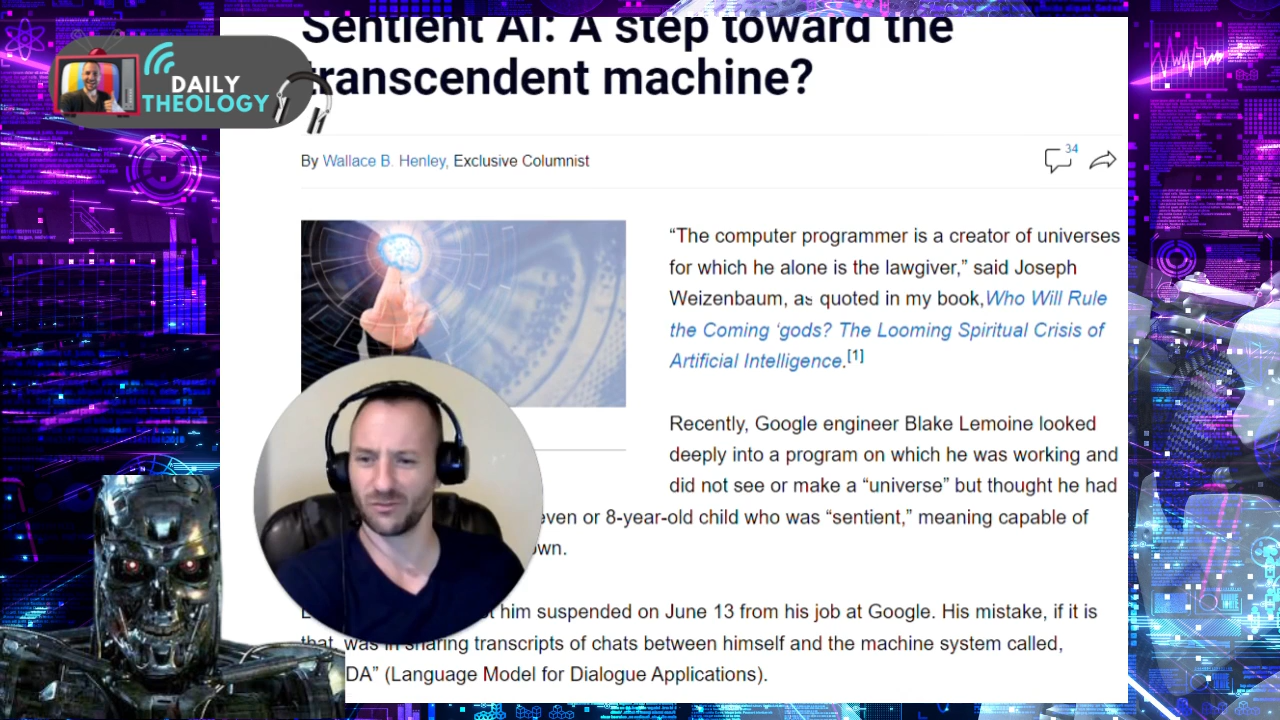 Sentient AI: A step toward the
transcendent machine?
DAILY
THEOLOGY
By Wallace B. Henley, Exclusive Columnist
34
“The computer programmer is a creator of universes
for which he alone is the lawgiver,” said Joseph
Weizenbaum, as quoted in my book,Who Will Rule
the Coming ‘gods? The Looming Spiritual Crisis of
Artificial Intelligence.[1]
Recently, Google engineer Blake Lemoine looked
deeply into a program on which he was working and
did not see or make a “universe” but thought he had
or 8-year-old child who was “sentient,” meaning capable of
him suspended on June 13 from his job at Google. His mistake, if it is
that, was in sharing transcripts of chats between himself and the machine system called,
(Language Model for Dialogue Applications).